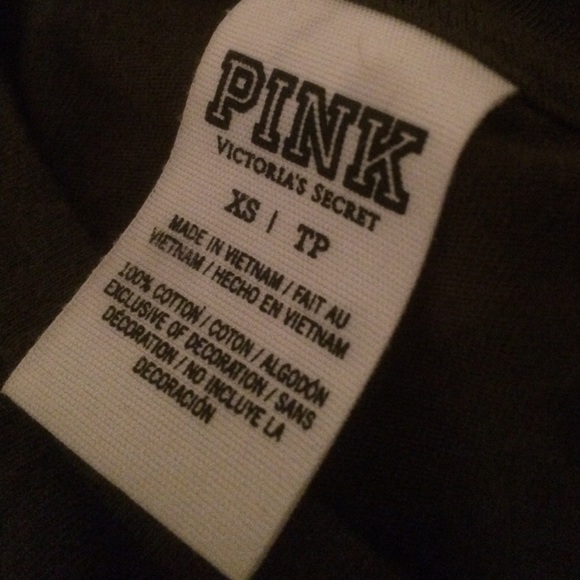 PINK
VICTORIA'S SECRET
XS | TP
MADE IN VIETNAM / FAIT AU
VIETNAM / HECHO EN VIETNAM
100% COTTON / COTON / ALGODÓN
EXCLUSIVE OF DECORATION / SANS
DÉCORATION / NO INCLUYE LA
DECORACIÓN